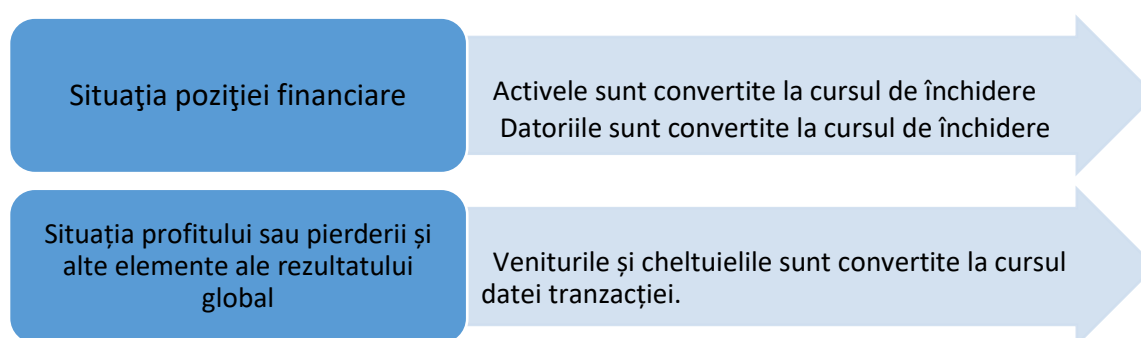 Situaţia poziţiei financiare
Activele sunt convertite la cursul de închidere
Datoriile sunt convertite la cursul de închidere
Situația profitului sau pierderii și
alte elemente ale rezultatului
global
Veniturile și cheltuielile sunt convertite la cursul
datei tranzacției.